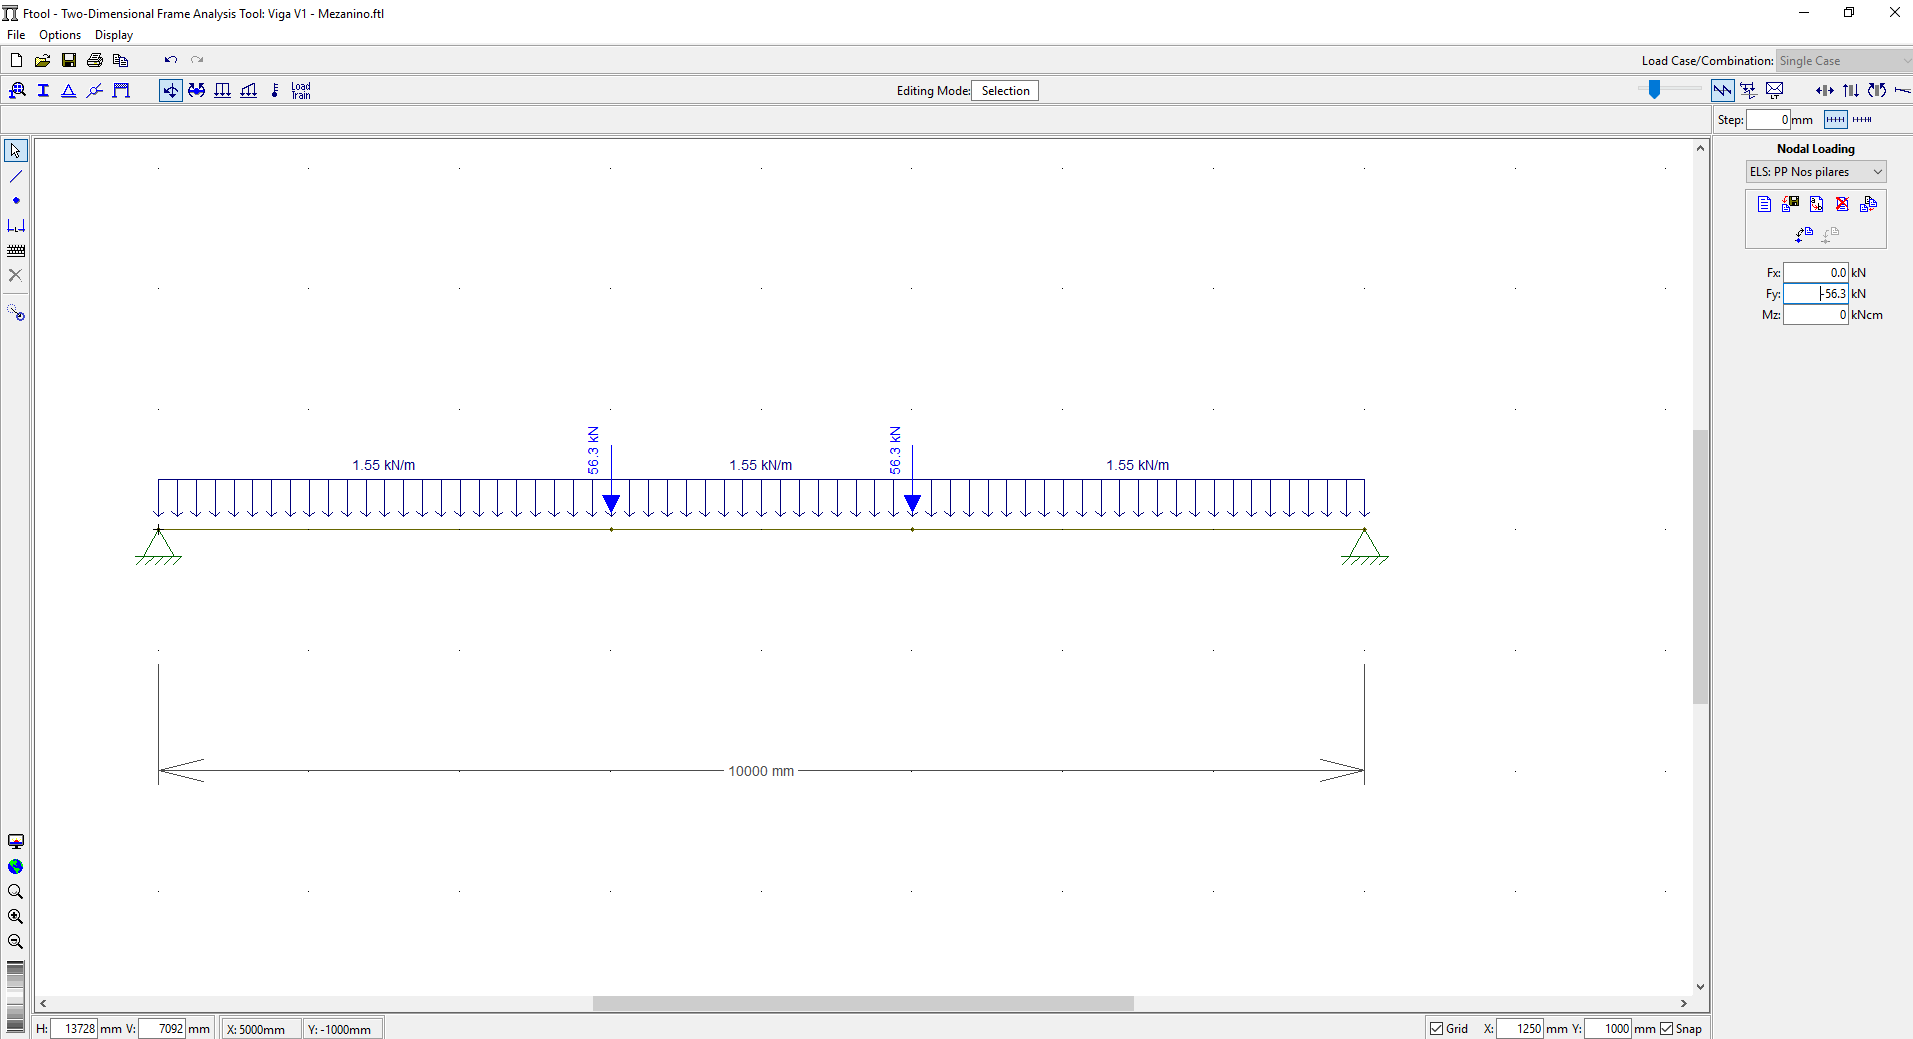 Ftool - Two-Dimensional Frame Analysis Tool: Viga V1 - Mezanino.ftl
File Options Display
Load Case/Combination: Single Case
Load
Train
Editing Mode: Selection
LT
Step: 0 mm
Nodal Loading
ELS: PP Nos pilares
Fx: 0.0 kN
Fy: -56.3 kN
Mz: 0 kNcm
56.3 kN
56.3 kN
1.55 kN/m
1.55 kN/m
1.55 kN/m
10000 mm
H: 13728 mm V: 7092 mm X: 5000mm Y: -1000mm Grid X: 1250 mm Y: 1000 mm Snap